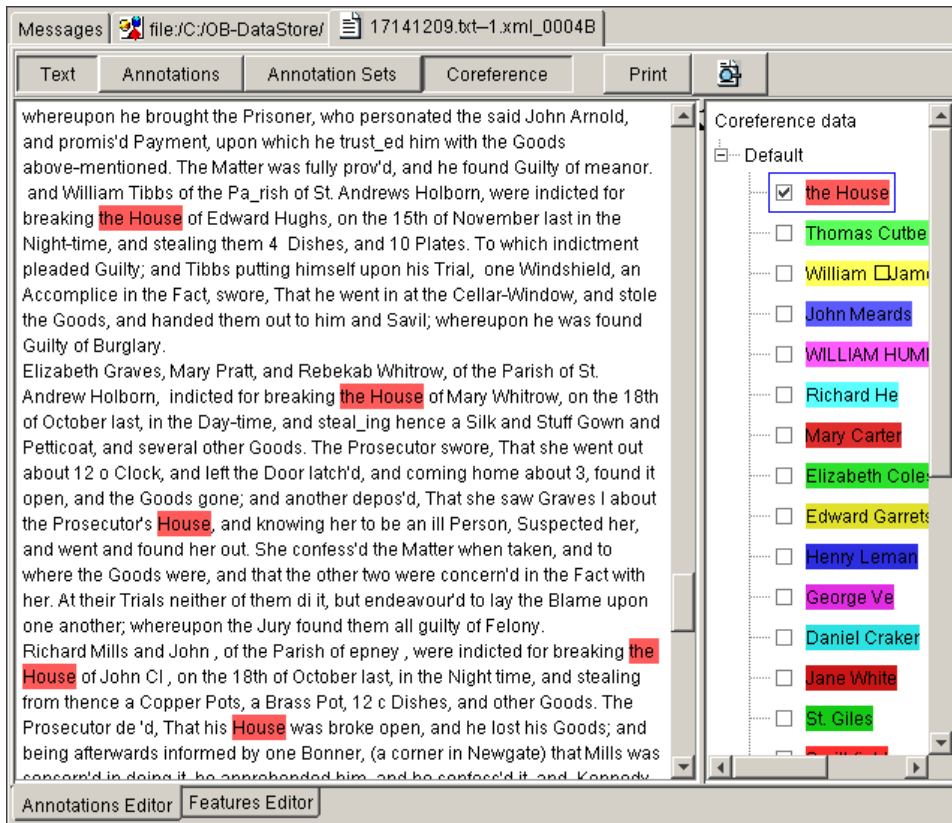 Messages file:/C:/OB-DataStore/ 17141209.txt--1.xml_0004B
Text Annotations Annotation Sets Coreference Print
whereupon he brought the Prisoner, who personated the said John Arnold,
and promis'd Payment, upon which he trust_ed him with the Goods
above-mentioned. The Matter was fully prov'd, and he found Guilty of meanor.
and William Tibbs of the Pa_rish of St. Andrews Holborn, were indicted for
breaking the House of Edward Hughs, on the 15th of November last in the
Night-time, and stealing them 4 Dishes, and 10 Plates. To which indictment
pleaded Guilty; and Tibbs putting himself upon his Trial, one Windshield, an
Accomplice in the Fact, swore, That he went in at the Cellar-Window, and stole
the Goods, and handed them out to him and Savil; whereupon he was found
Guilty of Burglary.
Elizabeth Graves, Mary Pratt, and Rebekab Whitrow, of the Parish of St.
Andrew Holborn, indicted for breaking the House of Mary Whitrow, on the 18th
of October last, in the Day-time, and steal_ing hence a Silk and Stuff Gown and
Petticoat, and several other Goods. The Prosecutor swore, That she went out
about 12 o Clock, and left the Door latch'd, and coming home about 3, found it
open, and the Goods gone; and another depos'd, That she saw Graves l about
the Prosecutor's House, and knowing her to be an ill Person, Suspected her,
and went and found her out. She confess'd the Matter when taken, and to
where the Goods were, and that the other two were concern'd in the Fact with
her. At their Trials neither of them di it, but endeavour'd to lay the Blame upon
one another; whereupon the Jury found them all guilty of Felony.
Richard Mills and John , of the Parish of epney , were indicted for breaking the
House of John Cl , on the 18th of October last, in the Night time, and stealing
from thence a Copper Pots, a Brass Pot, 12 c Dishes, and other Goods. The
Prosecutor de 'd, That his House was broke open, and he lost his Goods; and
being afterwards informed by one Bonner, (a corner in Newgate) that Mills was
concern'd in doing it, he apprehended him, and he confess'd it, and Kennedy
Coreference data
Default
the House
Thomas Cutbe
William Jam
John Meards
WILLIAM HUM
Richard He
Mary Carter
Elizabeth Coles
Edward Garrets
Henry Leman
George Ve
Daniel Craker
Jane White
St. Giles
Annotations Editor Features Editor